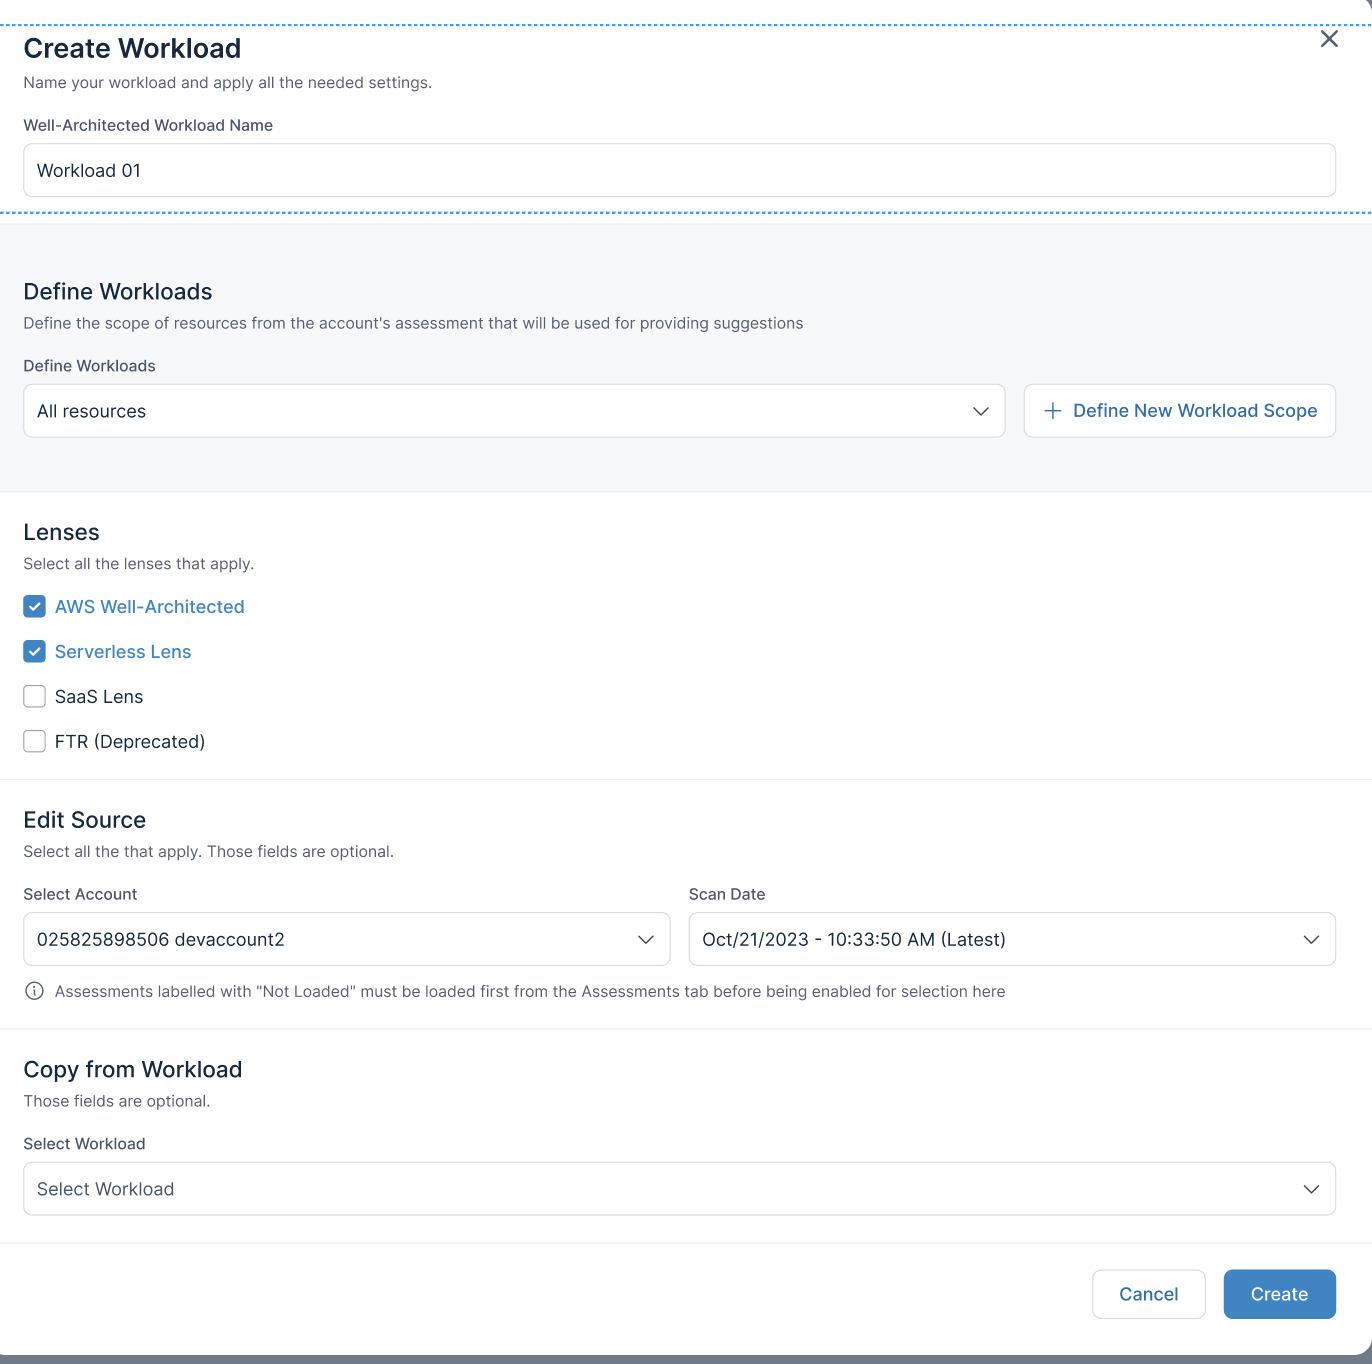 Create Workload
Name your workload and apply all the needed settings.
Well-Architected Workload Name
Workload 01
Define Workloads
Define the scope of resources from the account's assessment that will be used for providing suggestions
Define Workloads
All resources
Define New Workload Scope
Lenses
Select all the lenses that apply.
AWS Well-Architected
Serverless Lens
SaaS Lens
FTR (Deprecated)
Edit Source
Select all the that apply. Those fields are optional.
Select Account
Scan Date
025825898506 devaccount2
Oct/21/2023 - 10:33:50 AM (Latest)
Assessments labelled with "Not Loaded" must be loaded first from the Assessments tab before being enabled for selection here
Copy from Workload
Those fields are optional.
Select Workload
Select Workload
Cancel
Create